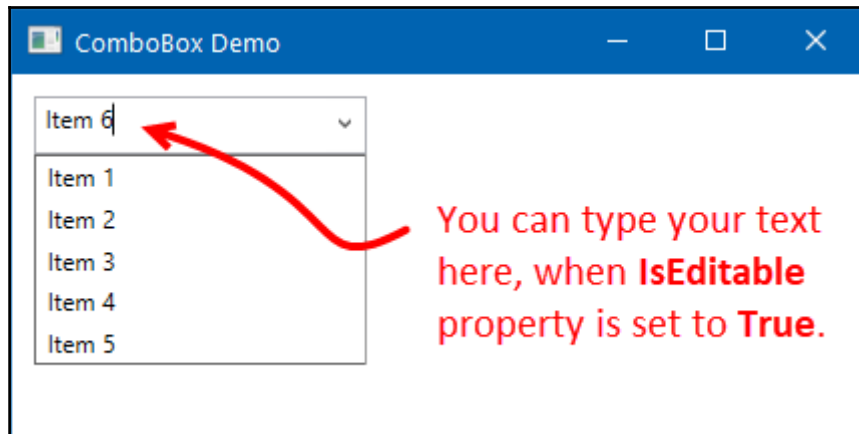 ComboBox Demo
Item 6
Item 1
Item 2
Item 3
Item 4
Item 5
You can type your text
here, when IsEditable
property is set to True.